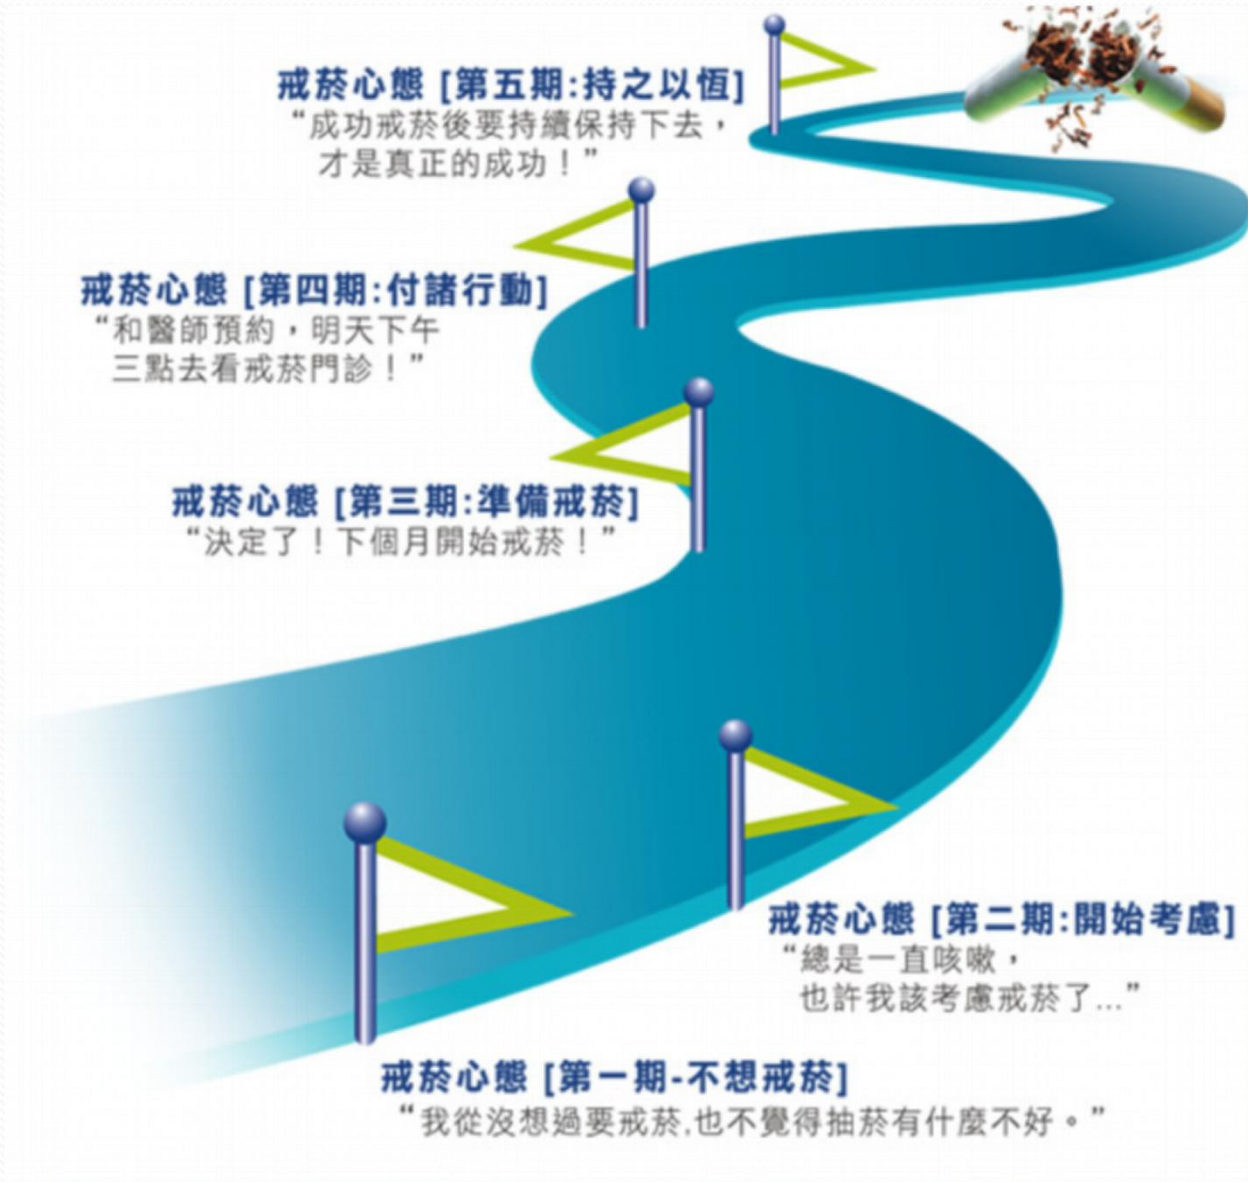 戒菸心態 [第五期:持之以恆]
“成功戒菸後要持續保持下去，
才是真正的成功！”
戒菸心態 [第四期:付諸行動]
“和醫師預約，明天下午
三點去看戒菸門診！”
戒菸心態 [第三期:準備戒菸]
“決定了！下個月開始戒菸！”
戒菸心態 [第二期:開始考慮]
“總是一直咳嗽，
也許我該考慮戒菸了...”
戒菸心態 [第一期-不想戒菸]
“我從沒想過要戒菸,也不覺得抽菸有什麼不好。”